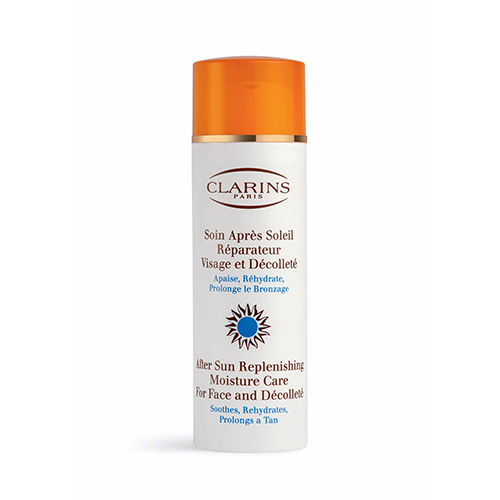 CLARINS
PARIS
Soin Après Soleil
Réparateur
Visage et Décolleté
Apaise, Réhydrate,
Prolonge le Bronzage
After Sun Replenishing
Moisture Care
For Face and Décolleté
Soothes, Rehydrates,
Prolongs a Tan